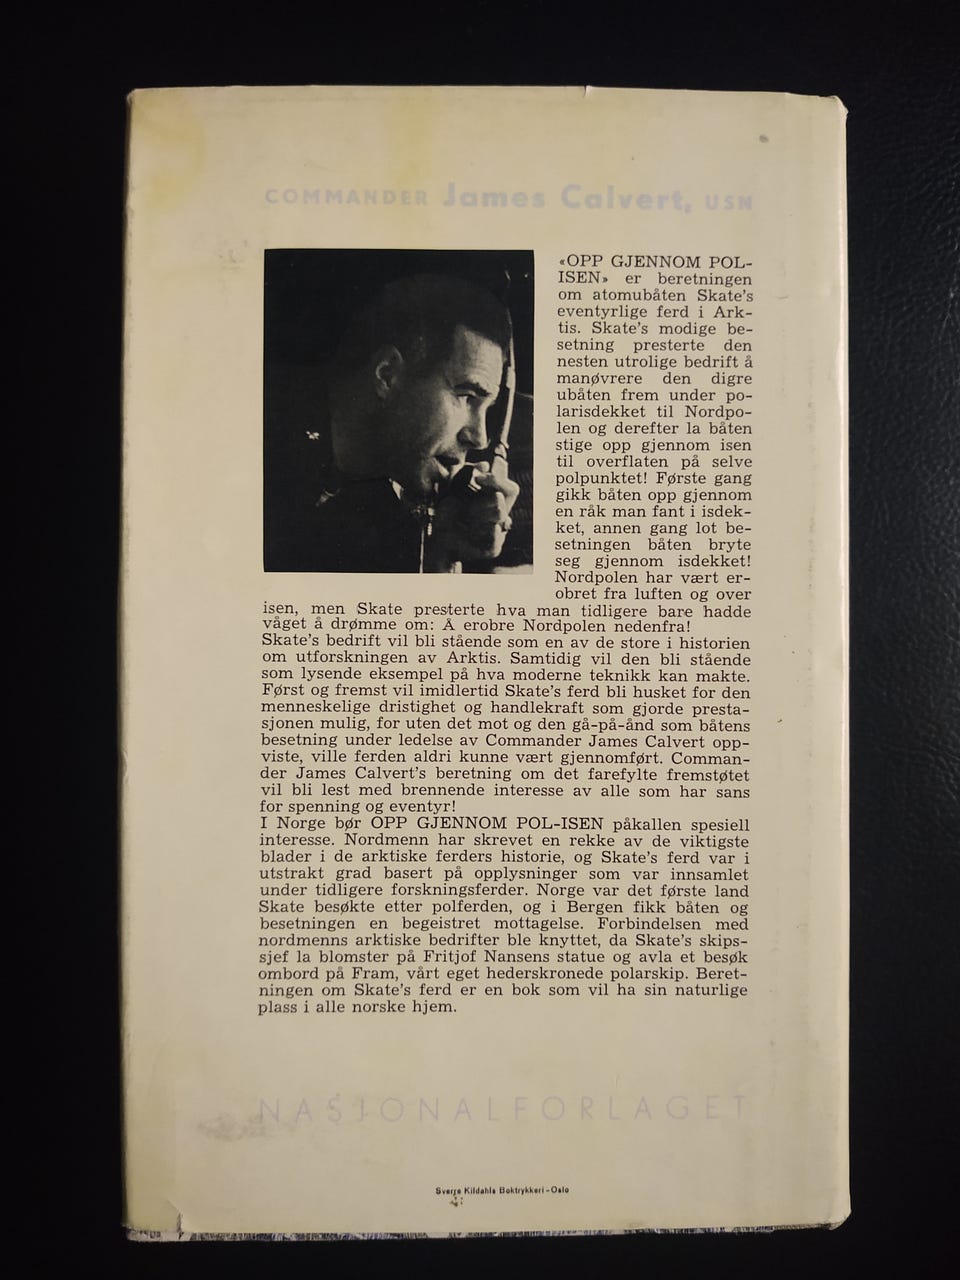 COMMANDER James Calvert, USN
«OPP GJENNOM POL-
ISEN» er beretningen
om atomubåten Skate's
eventyrlige ferd i Ark-
tis. Skate's modige be-
setning presterte den
nesten utrolige bedrift å
manøvrere den digre
ubåten frem under po-
larisdekket til Nordpo-
len og derefter la båten
stige opp gjennom isen
til overflaten på selve
polpunktet! Første gang
gikk båten opp gjennom
en råk man fant i isdek-
ket, annen gang lot be-
setningen båten bryte
seg gjennom isdekket!
Nordpolen har vært er-
obret fra luften og over
isen, men Skate presterte hva man tidligere bare hadde
våget å drømme om: Å erobre Nordpolen nedenfra!
Skate's bedrift vil bli stående som en av de store i historien
om utforskningen av Arktis. Samtidig vil den bli stående
som lysende eksempel på hva moderne teknikk kan makte.
Først og fremst vil imidlertid Skate's ferd bli husket for den
menneskelige dristighet og handlekraft som gjorde presta-
sjonen mulig, for uten det mot og den gå-på-ånd som båtens
besetning under ledelse av Commander James Calvert opp-
viste, ville ferden aldri kunne vært gjennomført. Comman-
der James Calvert's beretning om det farefylte fremstøtet
vil bli lest med brennende interesse av alle som har sans
for spenning og eventyr!
I Norge bør OPP GJENNOM POL-ISEN påkallen spesiell
interesse. Nordmenn har skrevet en rekke av de viktigste
blader i de arktiske ferders historie, og Skate's ferd var i
utstrakt grad basert på opplysninger som var innsamlet
under tidligere forskningsferder. Norge var det første land
Skate besøkte etter polferden, og i Bergen fikk båten og
besetningen en begeistret mottagelse. Forbindelsen med
nordmenns arktiske bedrifter ble knyttet, da Skate's skips-
sjef la blomster på Fritjof Nansens statue og avla et besøk
ombord på Fram, vårt eget hederskronede polarskip. Beret-
ningen om Skate's ferd er en bok som vil ha sin naturlige
plass i alle norske hjem.
NASJONALFORLAGET
Sverre Kildahls Boktrykkeri - Oslo